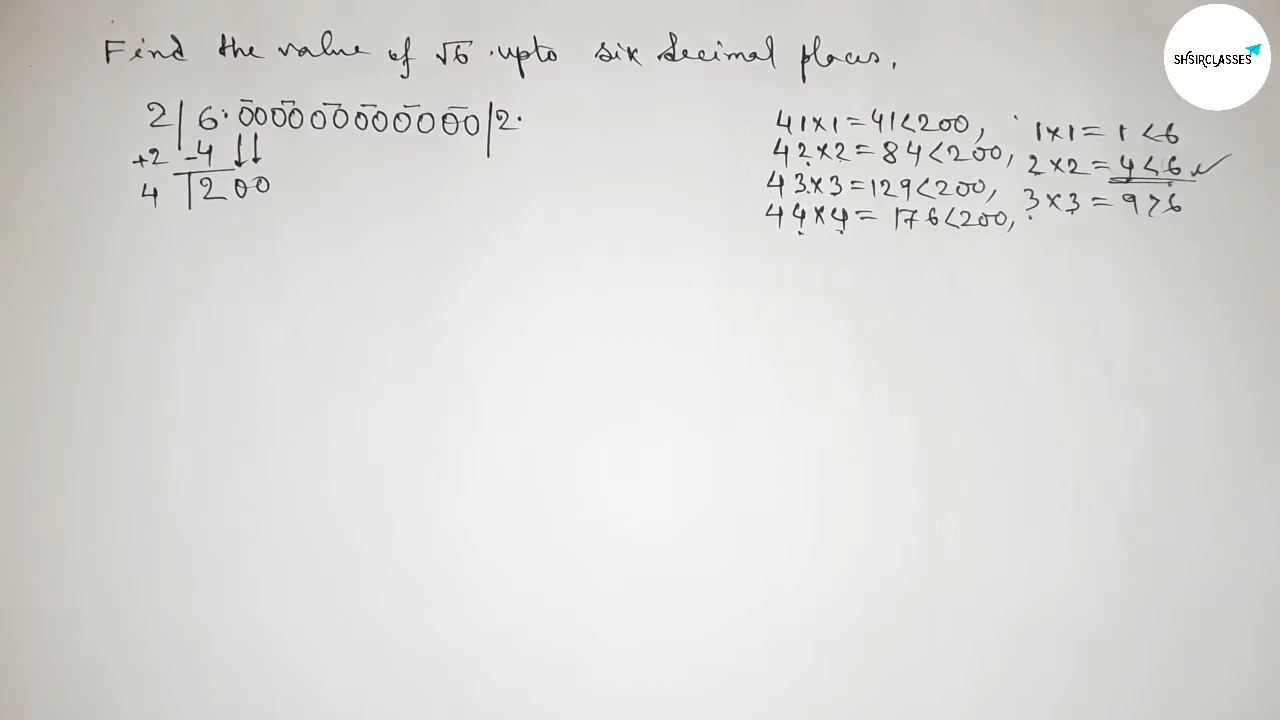 Find the value of √6 upto six decimal places.
2 | 6.000000000000 | 2.
+2 -4 ↓↓
4 | 200
41×1=41<200,
42×2=84<200,
43×3=129<200,
44×4=176<200,
1×1=1<6
2×2=4<6 ✓
3×3=9>6
SHSIRCLASSES